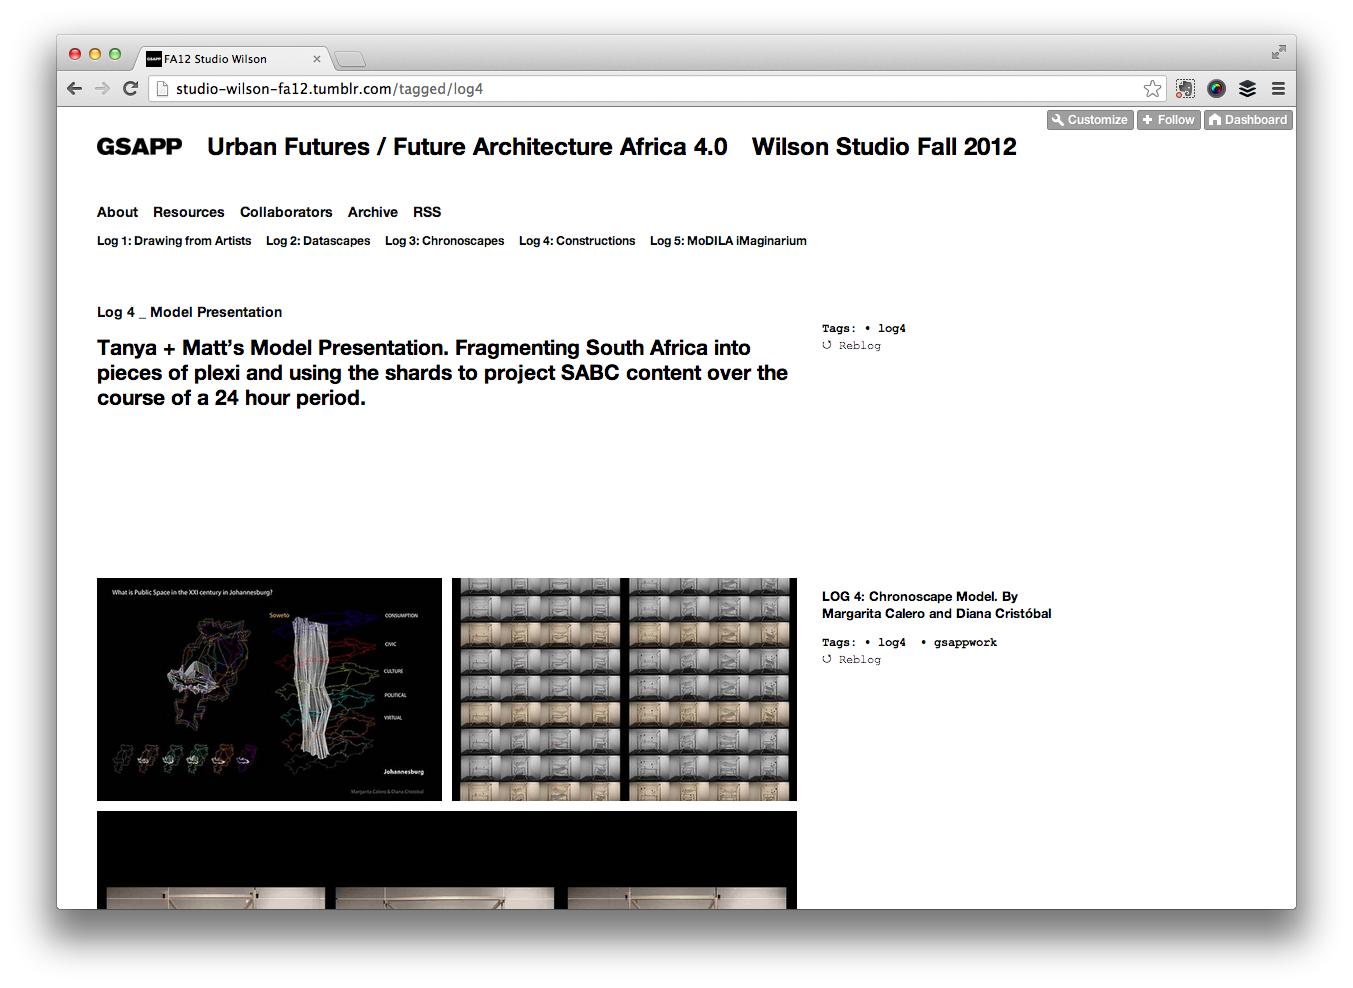 GSAPP FA12 Studio Wilson
studio-wilson-fa12.tumblr.com/tagged/log4
Customize Follow Dashboard
GSAPP Urban Futures / Future Architecture Africa 4.0 Wilson Studio Fall 2012
About Resources Collaborators Archive RSS
Log 1: Drawing from Artists Log 2: Datascapes Log 3: Chronoscapes Log 4: Constructions Log 5: MoDILA iMaginarium
Log 4 _ Model Presentation
Tanya + Matt’s Model Presentation. Fragmenting South Africa into
pieces of plexi and using the shards to project SABC content over the
course of a 24 hour period.
Tags: • log4
Reblog
What is Public Space in the XXI century in Johannesburg?
Soweto
CONSUMPTION
CIVIC
CULTURE
POLITICAL
VIRTUAL
Johannesburg
Margarita Calero & Diana Cristobal
LOG 4: Chronoscape Model. By
Margarita Calero and Diana Cristóbal
Tags: • log4 • gsappwork
Reblog